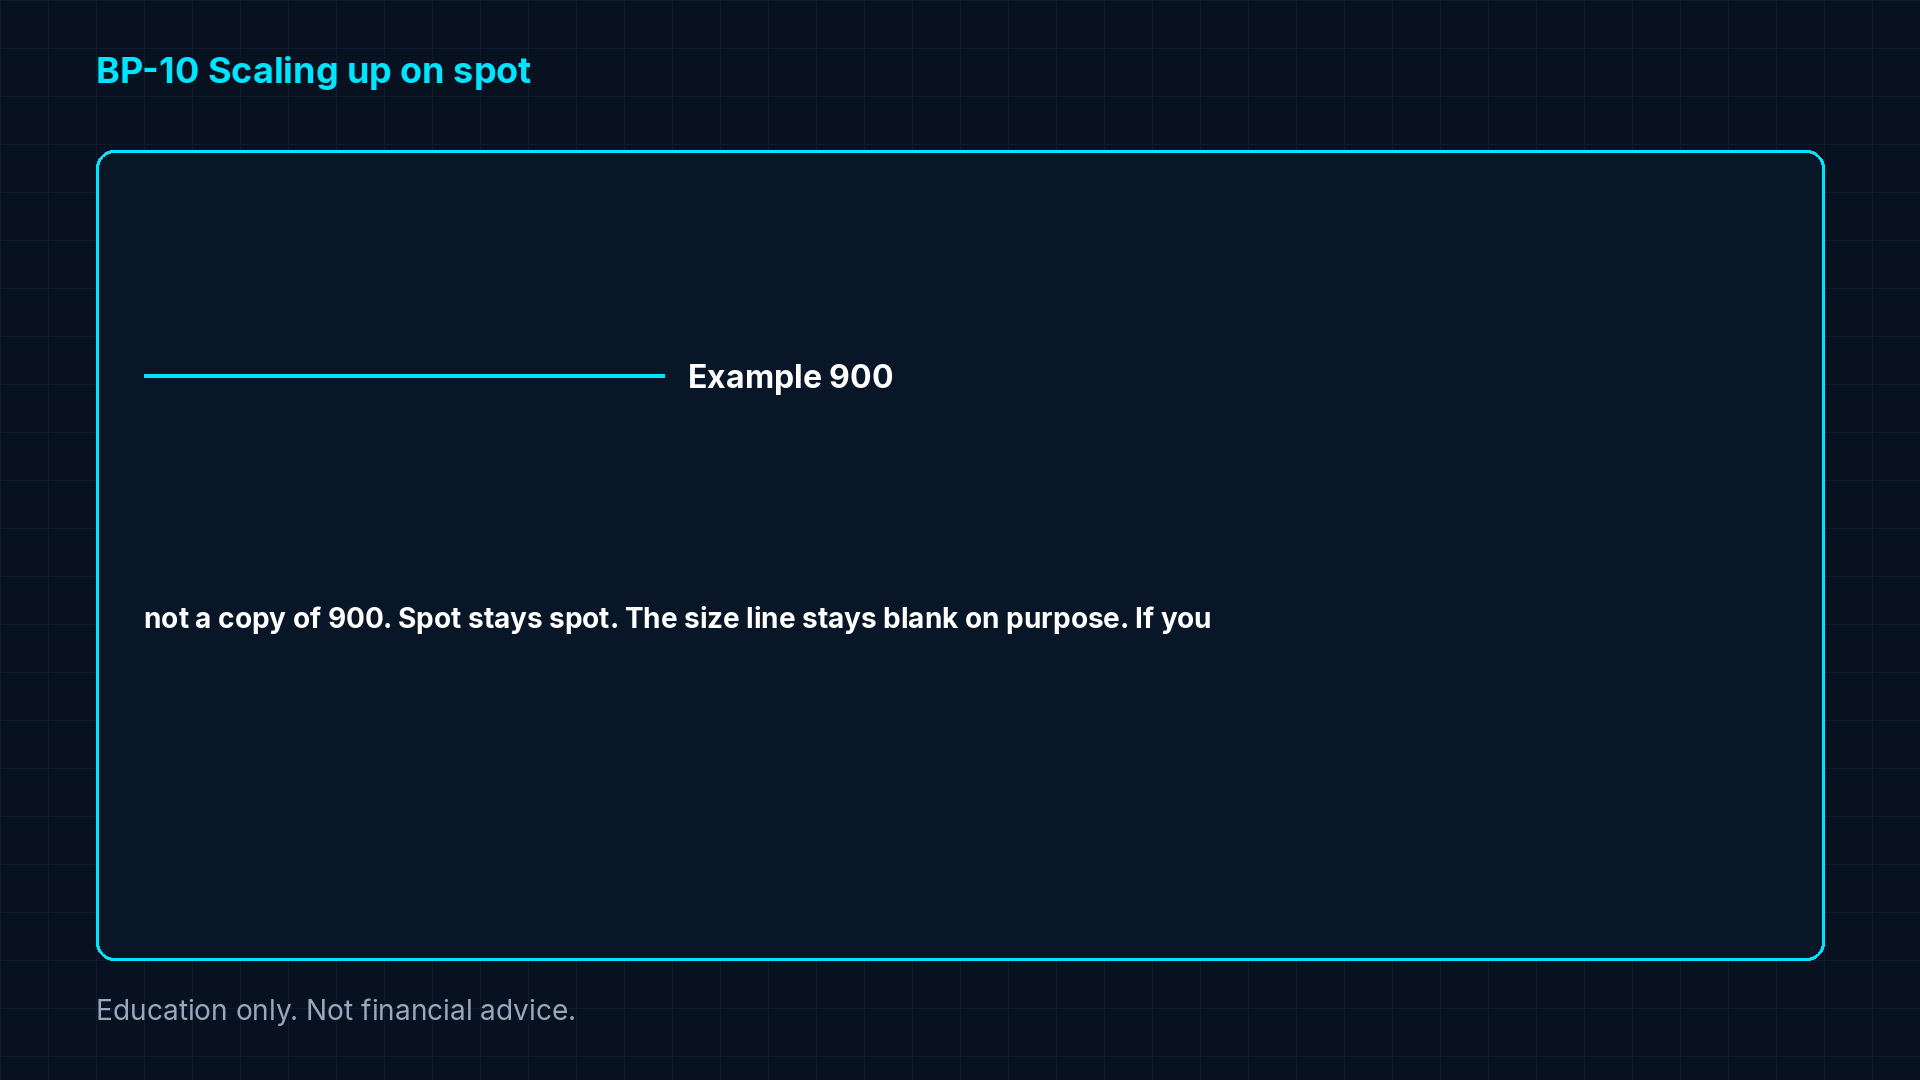 BP-10 Scaling up on spot
Example 900
not a copy of 900. Spot stays spot. The size line stays blank on purpose. If you
Education only. Not financial advice.